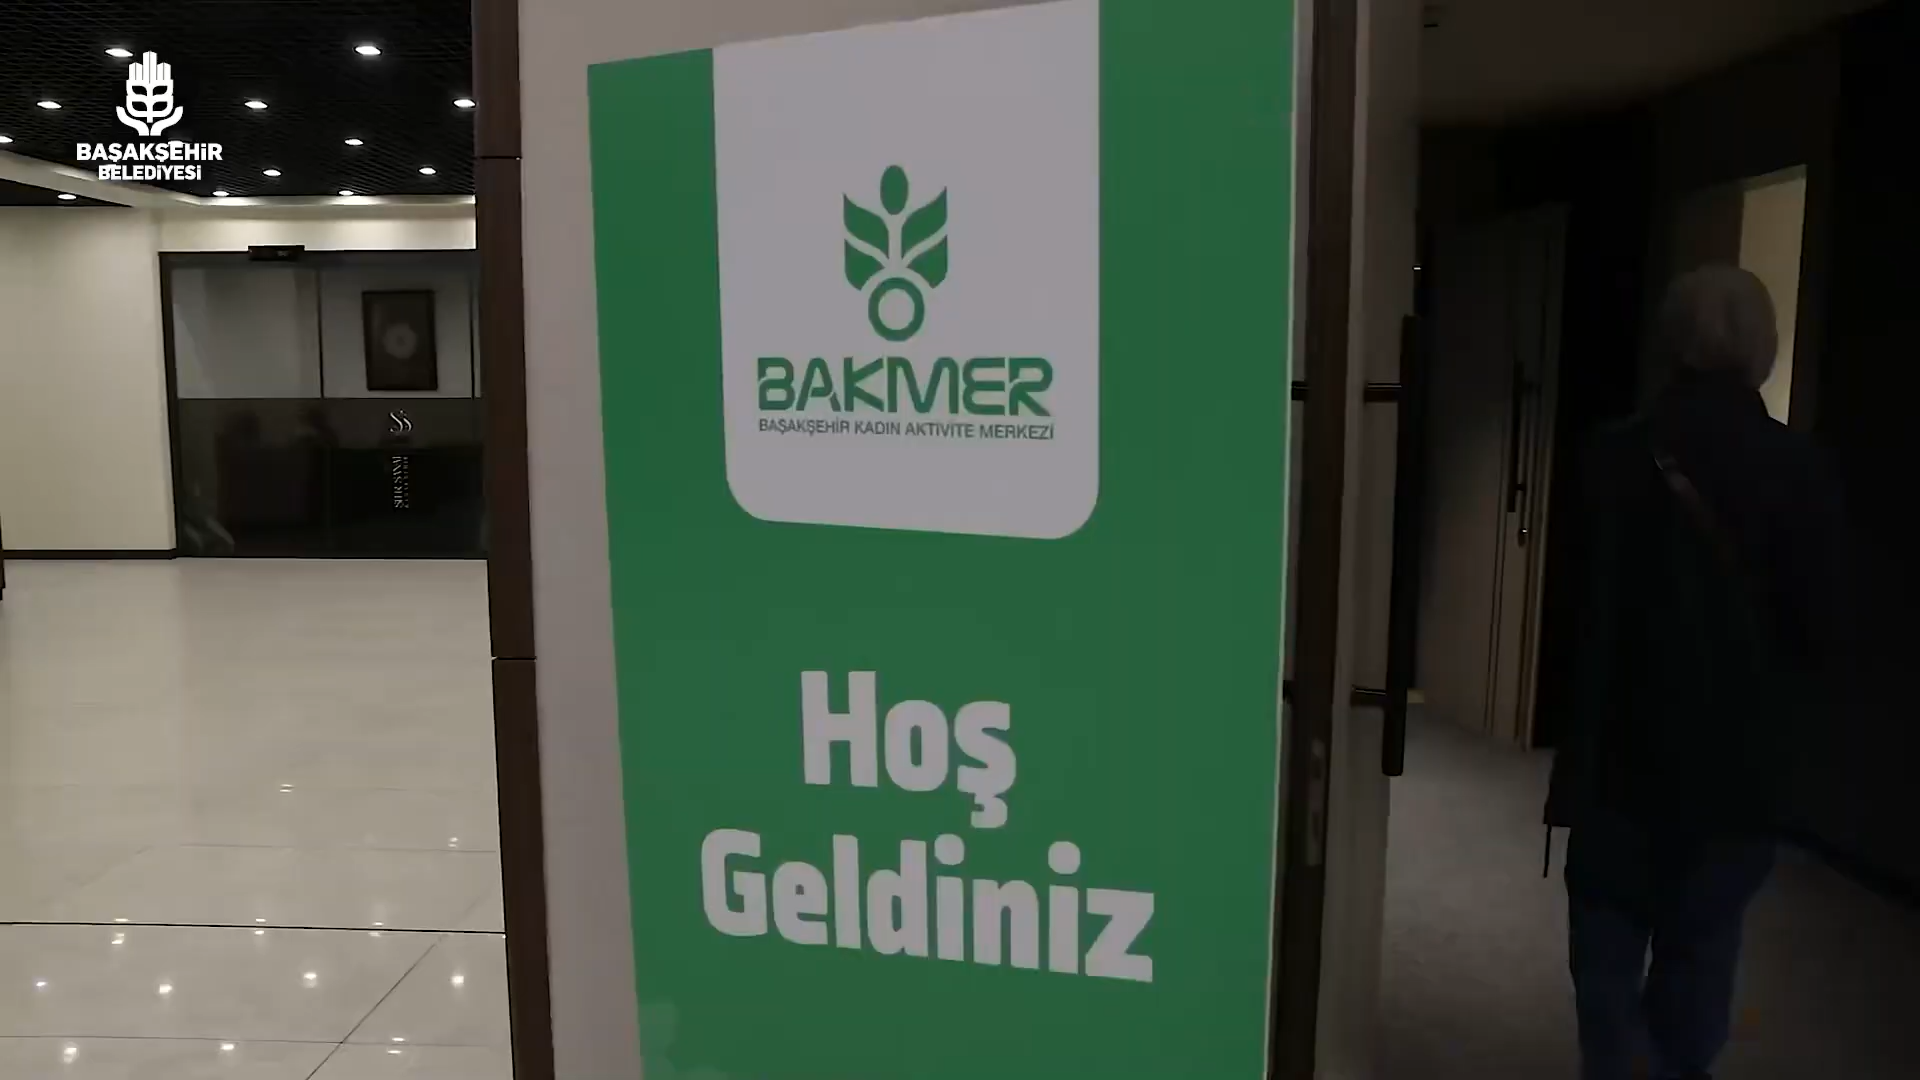 BAŞAKŞEHİR
BELEDİYESİ
BAKMER
BAŞAKŞEHİR KADIN AKTİVİTE MERKEZİ
Hoş
Geldiniz